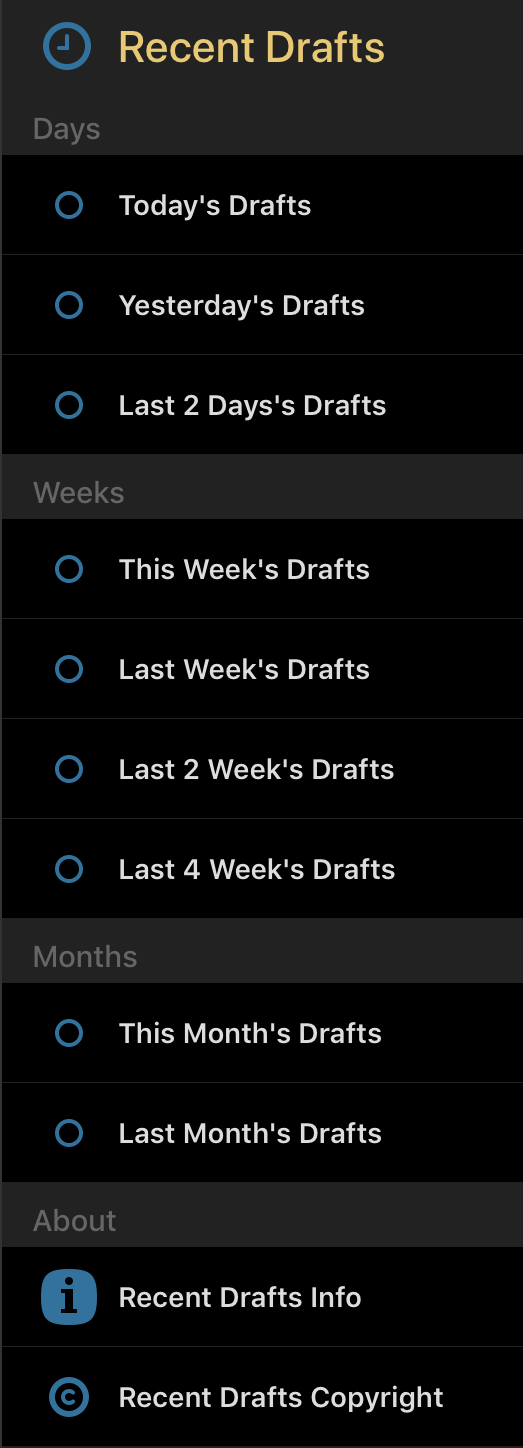 Recent Drafts
Days
Today's Drafts
Yesterday's Drafts
Last 2 Days's Drafts
Weeks
This Week's Drafts
Last Week's Drafts
Last 2 Week's Drafts
Last 4 Week's Drafts
Months
This Month's Drafts
Last Month's Drafts
About
Recent Drafts Info
Recent Drafts Copyright